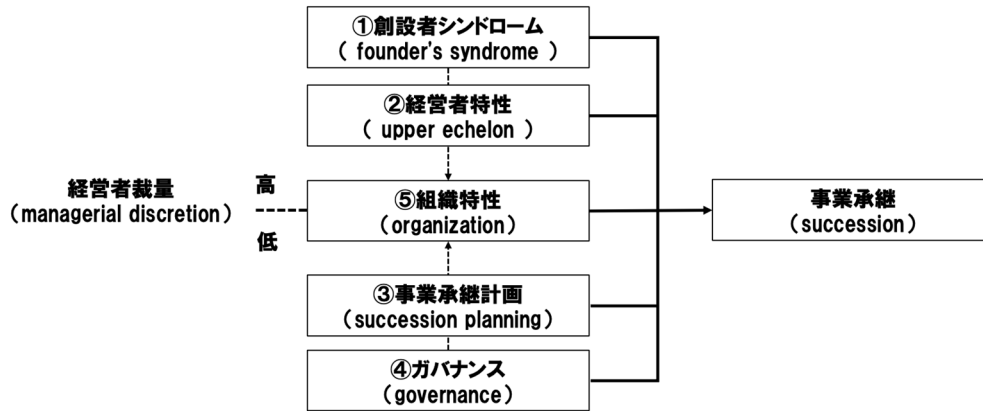 ①創設者シンドローム
( founder's syndrome )
②経営者特性
( upper echelon )
経営者裁量
(managerial discretion)
高
低
⑤組織特性
(organization)
事業承継
(succession)
③事業承継計画
(succession planning)
④ガバナンス
(governance)